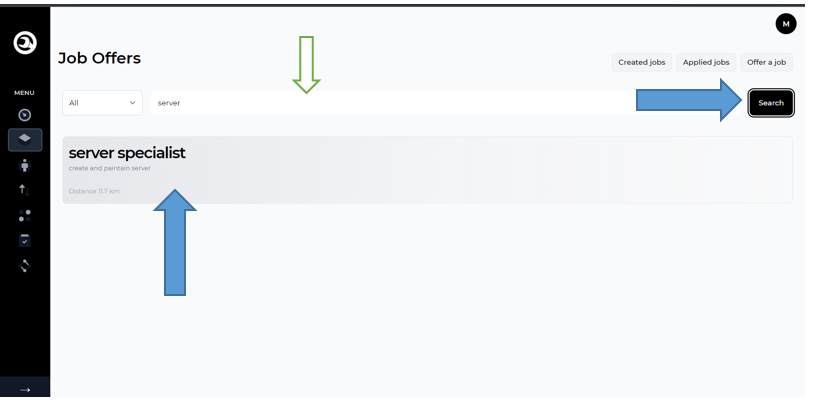 M
Job Offers
Created jobs Applied jobs Offer a job
MENU
All server Search
server specialist
create and paintain server
Distance 11.7 km